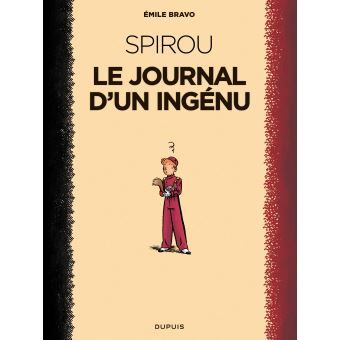 ÉMILE BRAVO
SPIROU
LE JOURNAL
D'UN INGÉNU
DUPUIS